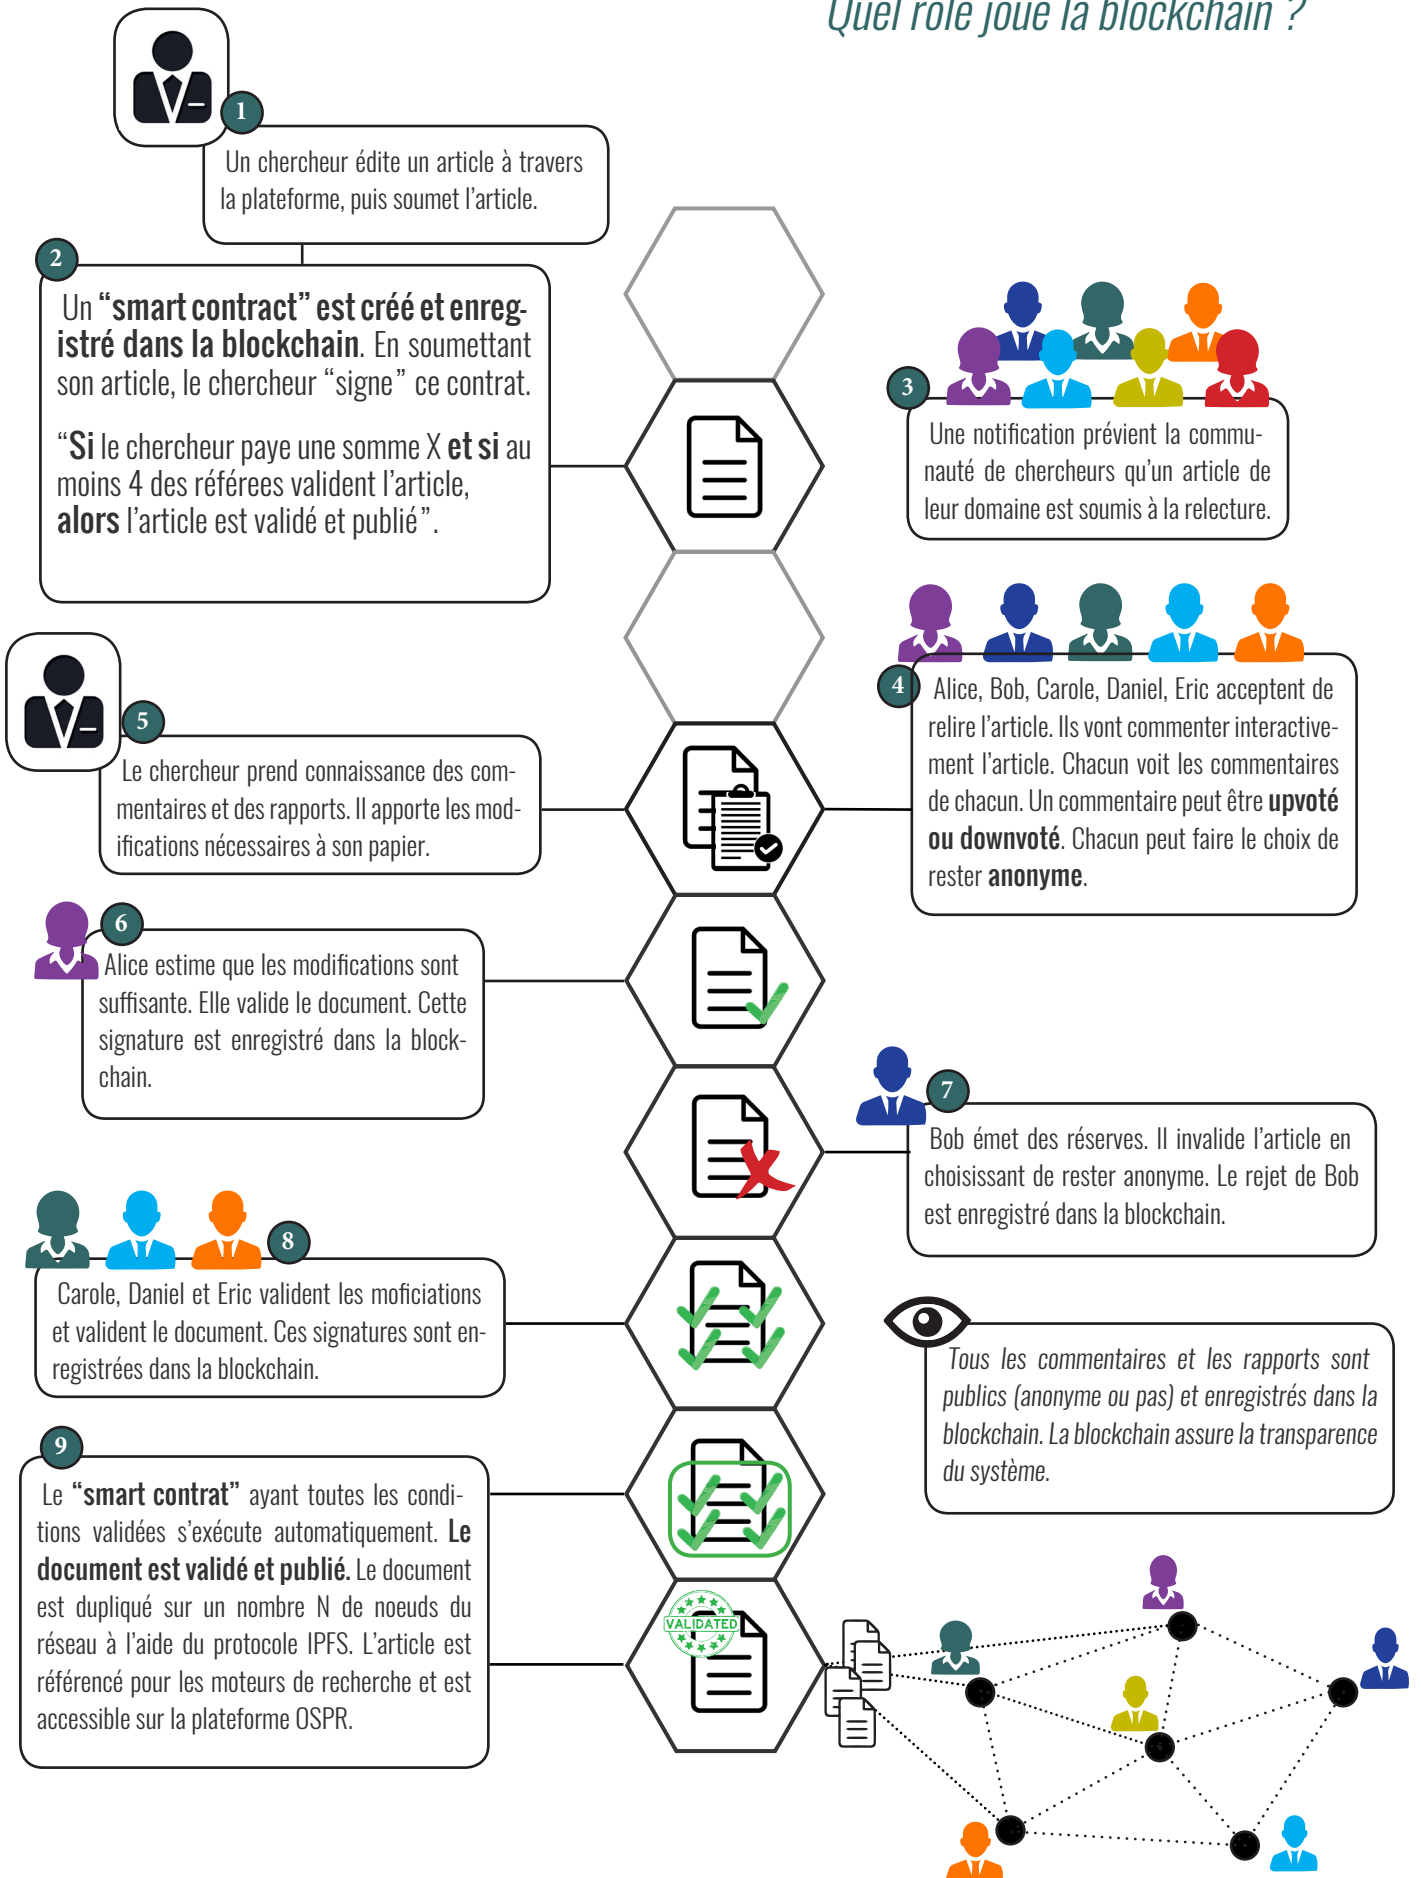 Quel rôle joue la blockchain ?
1
Un chercheur édite un article à travers
la plateforme, puis soumet l’article.
2
Un “smart contract” est créé et enreg-
istré dans la blockchain. En soumettant
son article, le chercheur “signe” ce contrat.
“Si le chercheur paye une somme X et si au
moins 4 des référees valident l’article,
alors l’article est validé et publié”.
3
Une notification prévient la commu-
nauté de chercheurs qu’un article de
leur domaine est soumis à la relecture.
4
Alice, Bob, Carole, Daniel, Eric acceptent de
relire l’article. Ils vont commenter interactive-
ment l’article. Chacun voit les commentaires
de chacun. Un commentaire peut être upvoté
ou downvoté. Chacun peut faire le choix de
rester anonyme.
5
Le chercheur prend connaissance des com-
mentaires et des rapports. Il apporte les mod-
ifications nécessaires à son papier.
6
Alice estime que les modifications sont
suffisante. Elle valide le document. Cette
signature est enregistré dans la block-
chain.
7
Bob émet des réserves. Il invalide l’article en
choisissant de rester anonyme. Le rejet de Bob
est enregistré dans la blockchain.
8
Carole, Daniel et Eric valident les moficiations
et valident le document. Ces signatures sont en-
registrées dans la blockchain.
Tous les commentaires et les rapports sont
publics (anonyme ou pas) et enregistrés dans la
blockchain. La blockchain assure la transparence
du système.
9
Le “smart contrat” ayant toutes les condi-
tions validées s’exécute automatiquement. Le
document est validé et publié. Le document
est dupliqué sur un nombre N de noeuds du
réseau à l’aide du protocole IPFS. L’article est
référencé pour les moteurs de recherche et est
accessible sur la plateforme OSPR.
VALIDATED